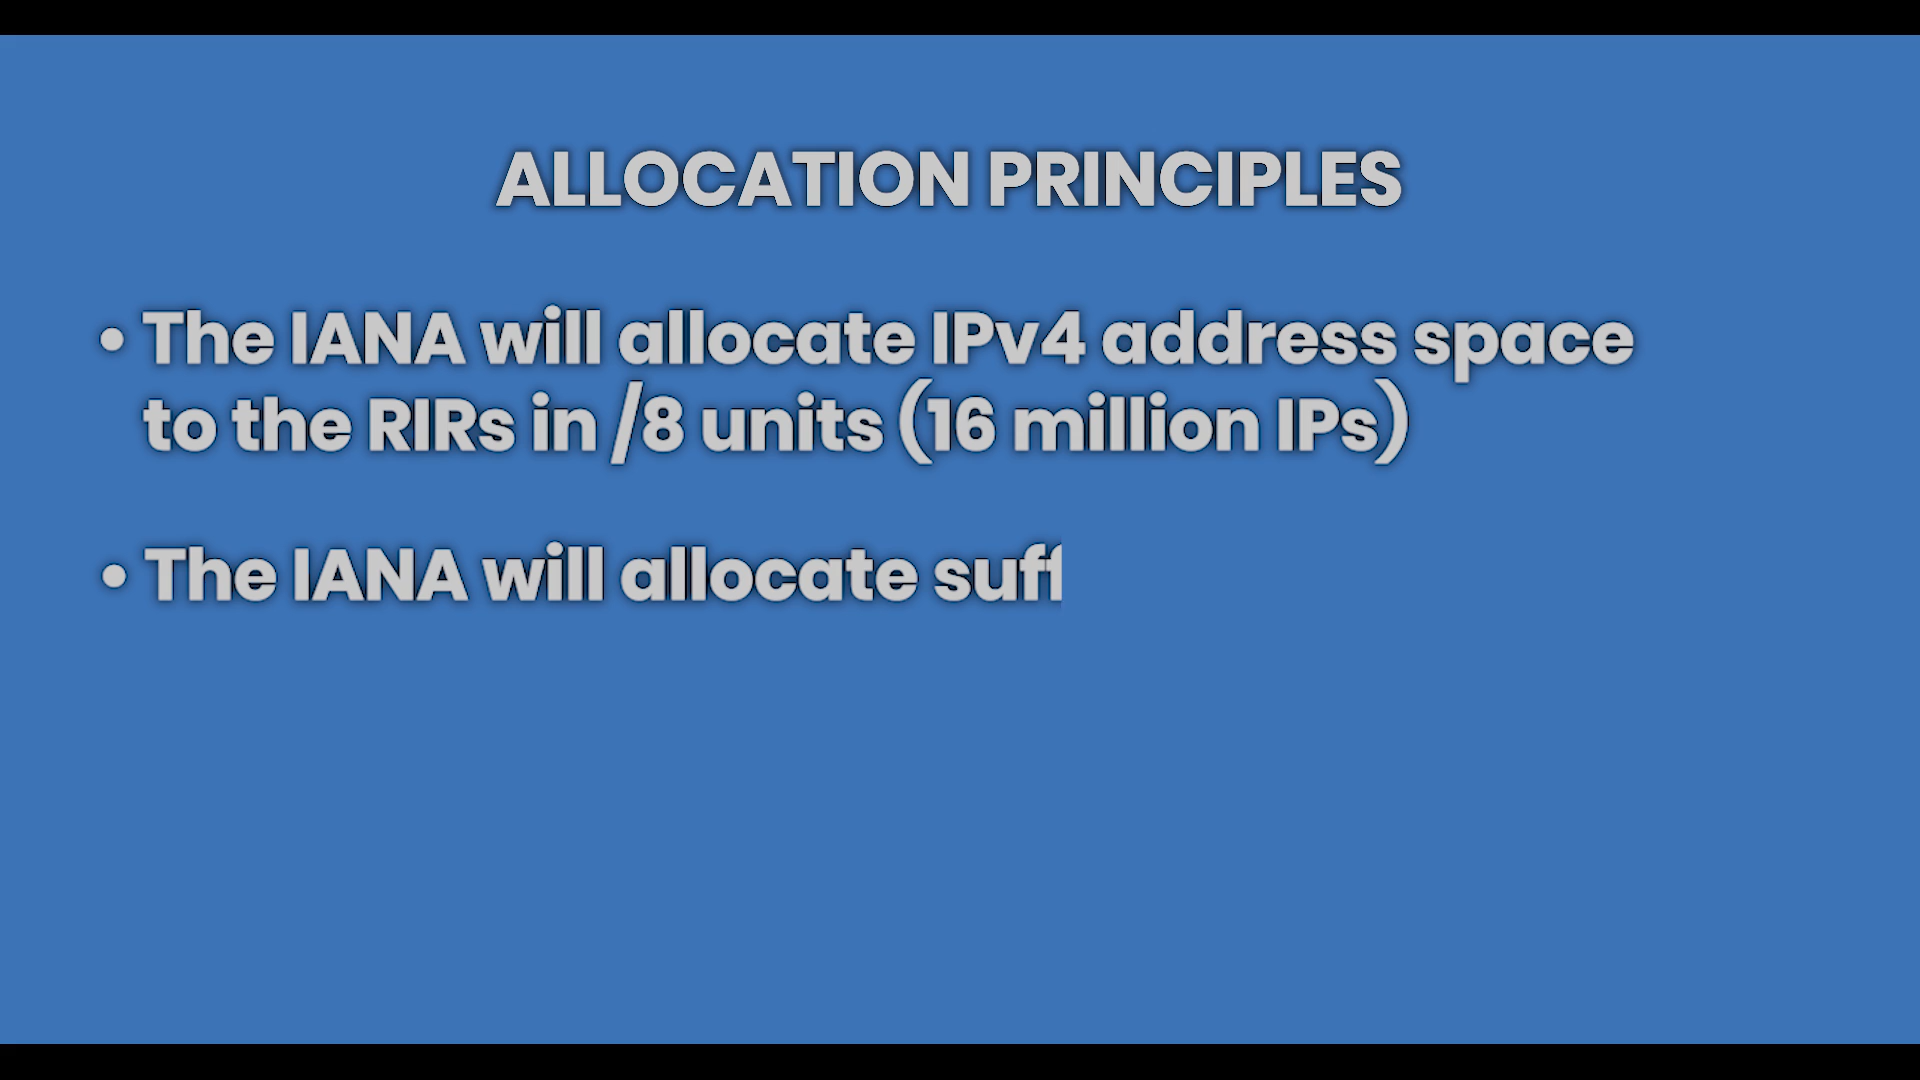 ALLOCATION PRINCIPLES
• The IANA will allocate IPv4 address space
to the RIRs in /8 units (16 million IPs)
• The IANA will allocate suff